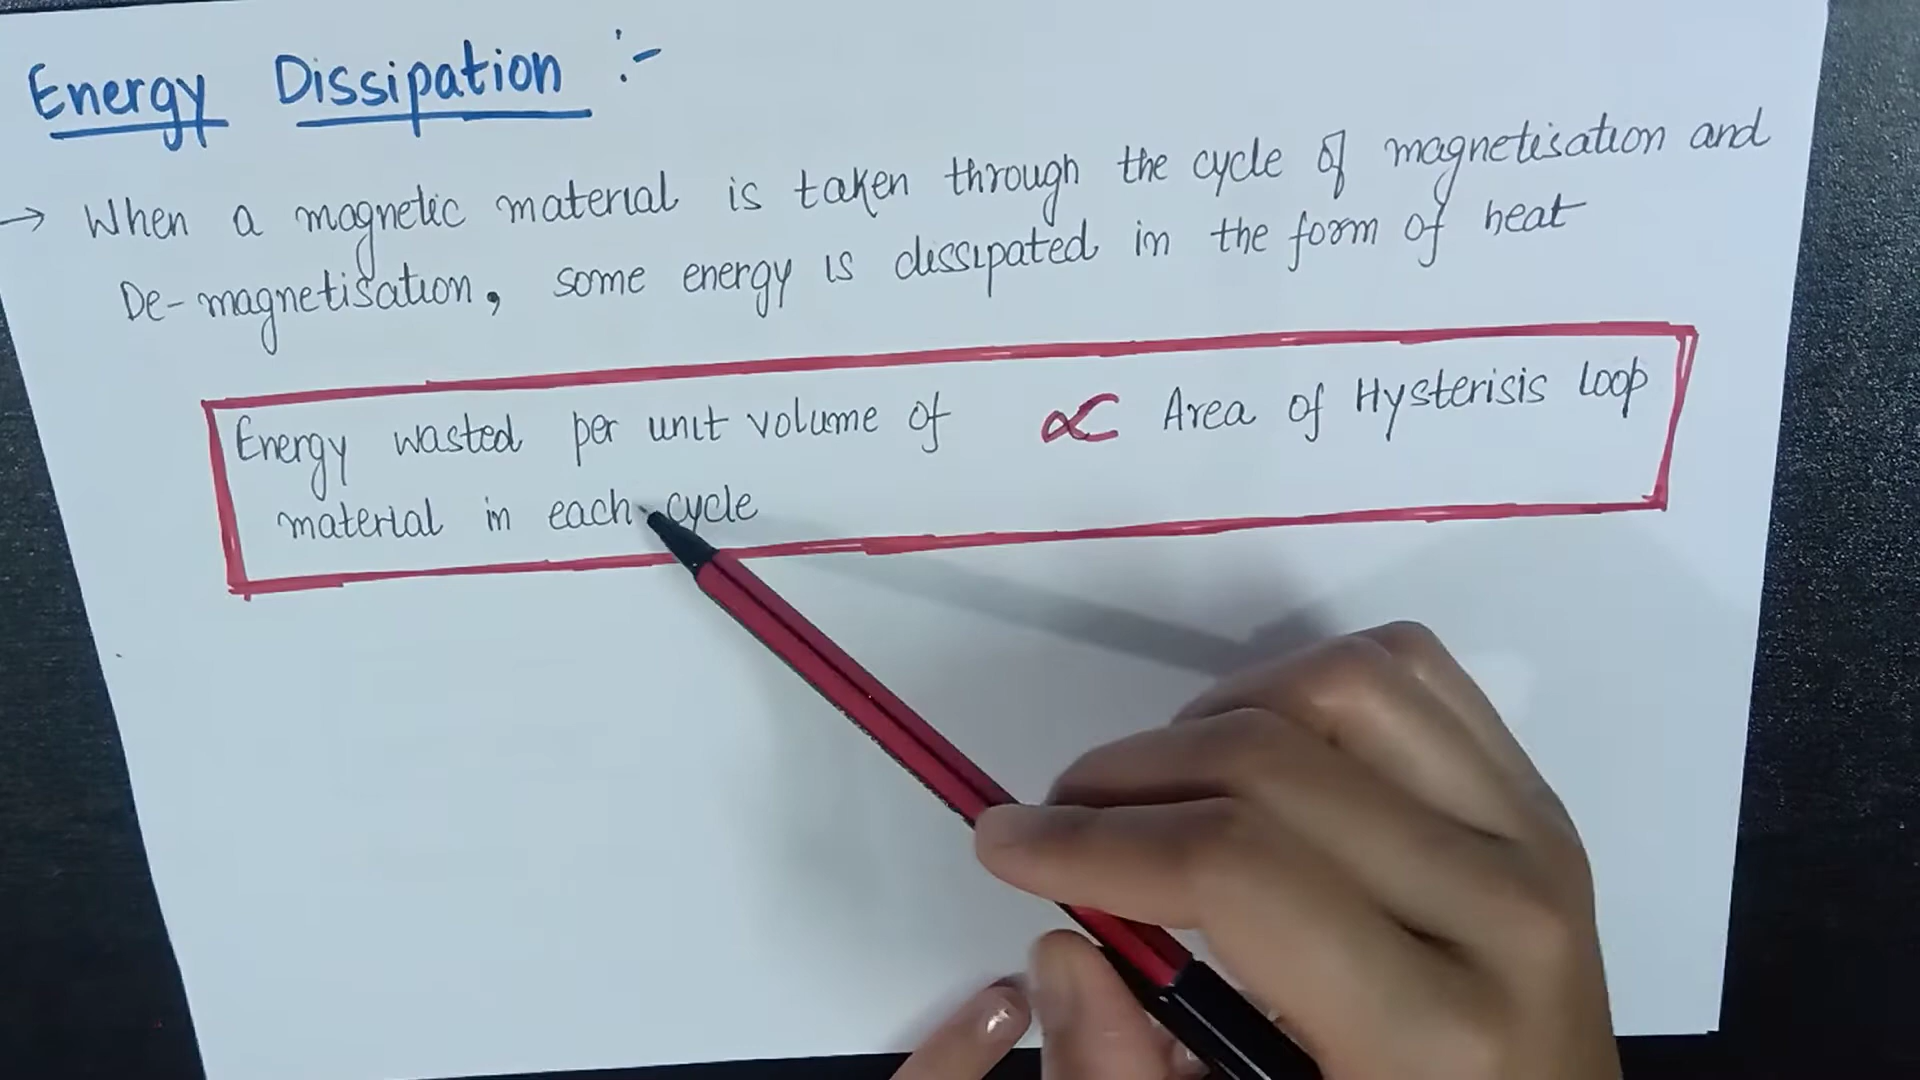 Energy Dissipation :-
→ When a magnetic material is taken through the cycle of magnetisation and
De-magnetisation, some energy is dissipated in the form of heat
Energy wasted per unit volume of ∝ Area of Hysterisis loop
material in each cycle